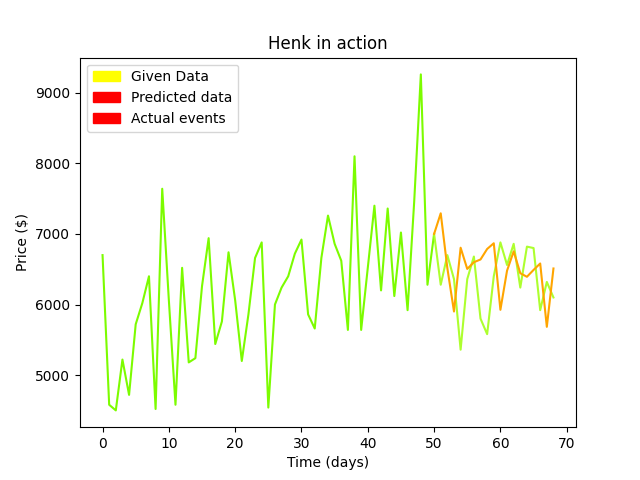 Henk in action
Given Data
Predicted data
Actual events
Price ($)
9000
8000
7000
6000
5000
0 10 20 30 40 50 60 70
Time (days)